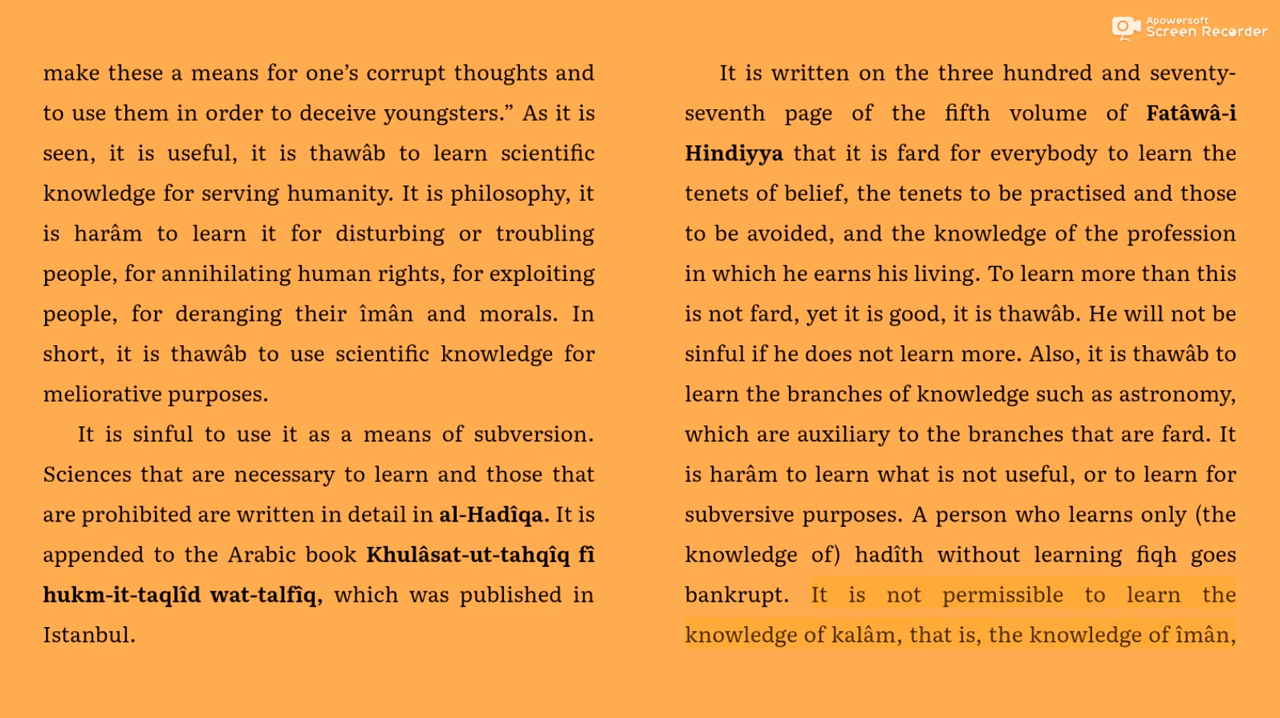 Apowersoft
Screen Recorder
make these a means for one’s corrupt thoughts and
to use them in order to deceive youngsters.” As it is
seen, it is useful, it is thawâb to learn scientific
knowledge for serving humanity. It is philosophy, it
is harâm to learn it for disturbing or troubling
people, for annihilating human rights, for exploiting
people, for deranging their îmân and morals. In
short, it is thawâb to use scientific knowledge for
meliorative purposes.
It is sinful to use it as a means of subversion.
Sciences that are necessary to learn and those that
are prohibited are written in detail in al-Hadîqa. It is
appended to the Arabic book Khulâsat-ut-tahqîq fî
hukm-it-taqlîd wat-talfîq, which was published in
Istanbul.
It is written on the three hundred and seventy-
seventh page of the fifth volume of Fatâwâ-i
Hindiyya that it is fard for everybody to learn the
tenets of belief, the tenets to be practised and those
to be avoided, and the knowledge of the profession
in which he earns his living. To learn more than this
is not fard, yet it is good, it is thawâb. He will not be
sinful if he does not learn more. Also, it is thawâb to
learn the branches of knowledge such as astronomy,
which are auxiliary to the branches that are fard. It
is harâm to learn what is not useful, or to learn for
subversive purposes. A person who learns only (the
knowledge of) hadîth without learning fiqh goes
bankrupt. It is not permissible to learn the
knowledge of kalâm, that is, the knowledge of îmân,